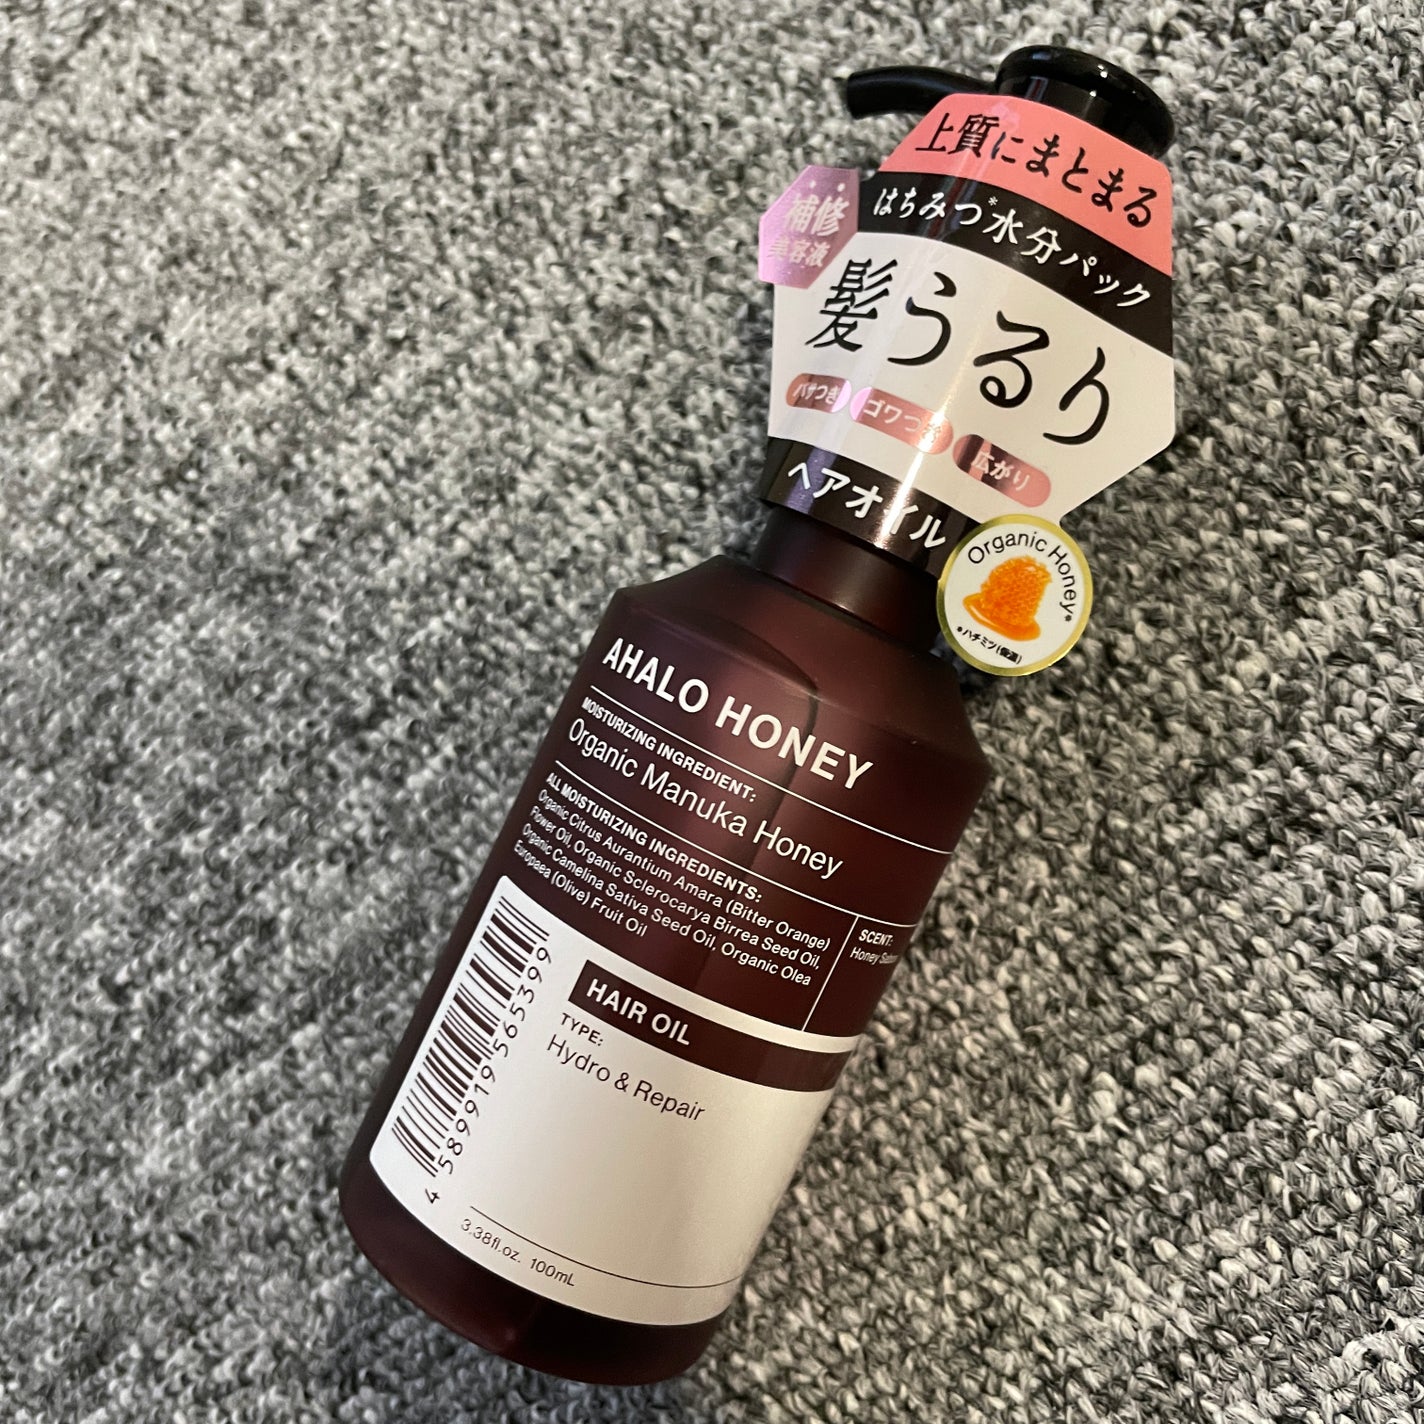 上質にまとまる
はちみつ*水分パック
補修
美容液
髪うるり
パサつき ゴワつき 広がり
ヘアオイル
Organic Honey*
*ハチミツ(保湿)
AHALO HONEY
MOISTURIZING INGREDIENT:
Organic Manuka Honey
ALL MOISTURIZING INGREDIENTS:
Organic Citrus Aurantium Amara (Bitter Orange)
Flower Oil, Organic Sclerocarya Birrea Seed Oil,
Organic Camelina Sativa Seed Oil, Organic Olea
Europaea (Olive) Fruit Oil
SCENT:
Honey
HAIR OIL
TYPE:
Hydro & Repair
4 589919 565399
3.38fl.oz. 100mL